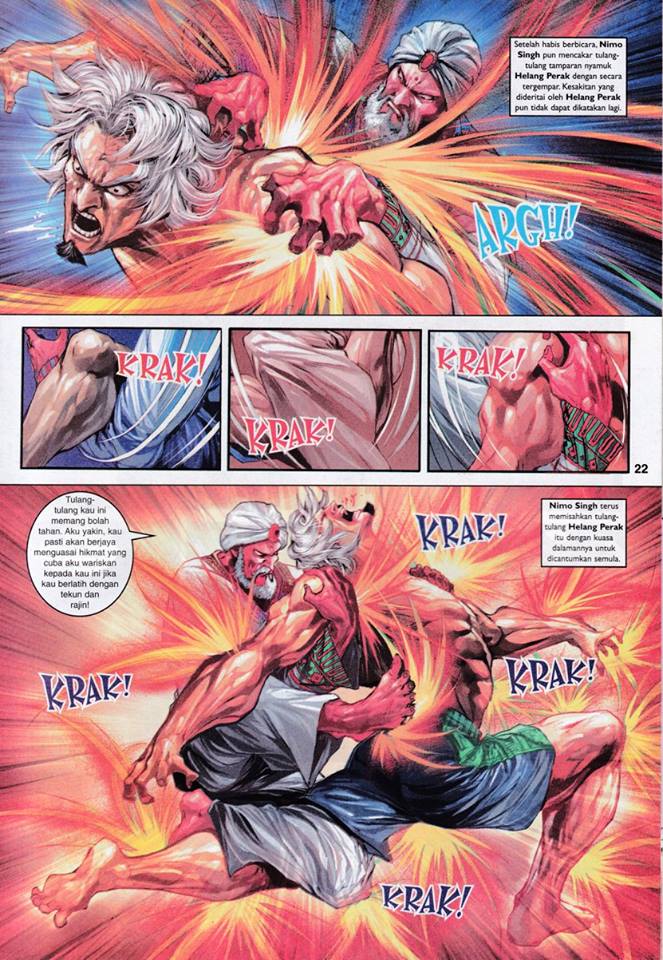 Setelah habis berbicara, Nimo
Singh pun mencakar tulang-
tulang tamparan nyamuk
Helang Perak dengan secara
tergempar. Kesakitan yang
dideritai oleh Helang Perak
pun tidak dapat dikatakan lagi.
ARGH!
KRAK!
KRAK!
KRAK!
22
Tulang-
tulang kau ini
memang bolah
tahan. Aku yakin, kau
pasti akan berjaya
menguasai hikmat yang
cuba aku wariskan
kepada kau ini jika
kau berlatih dengan
tekun dan
rajin!
Nimo Singh terus
memisahkan tulang-
tulang Helang Perak
itu dengan kuasa
dalamannya untuk
dicantumkan semula.
KRAK!
KRAK!
KRAK!
KRAK!